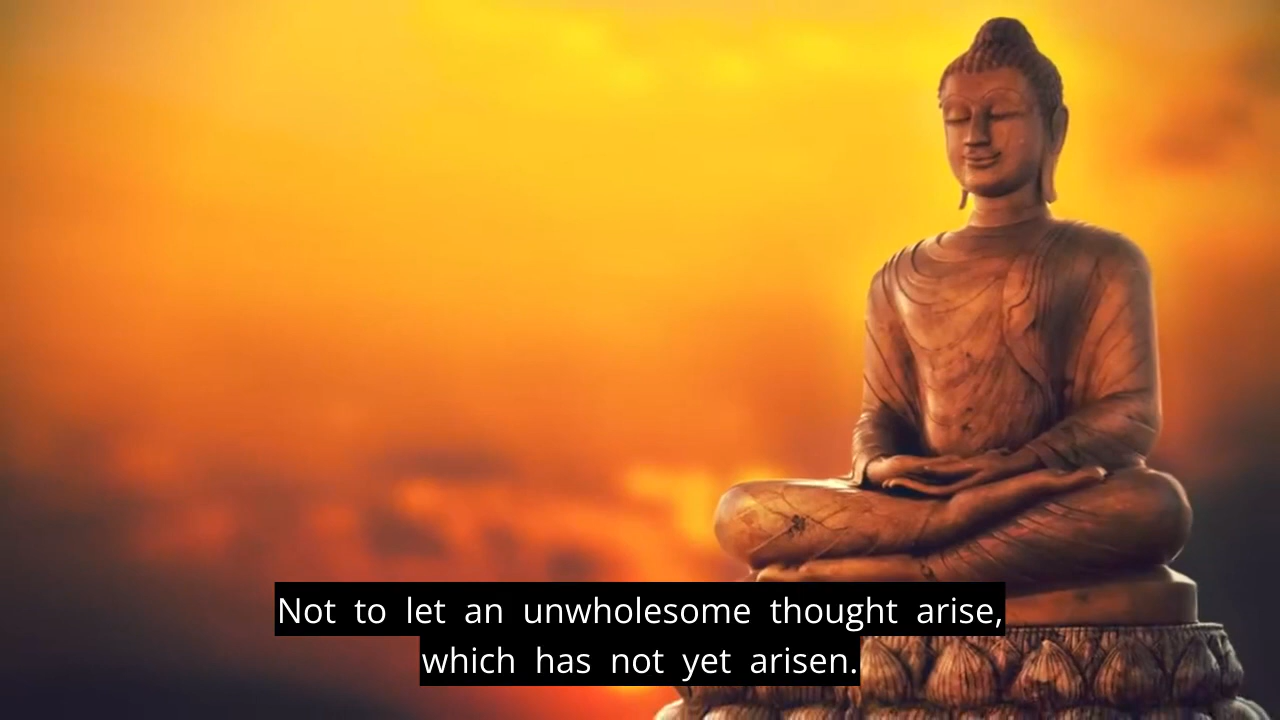 Not to let an unwholesome thought arise,
which has not yet arisen.